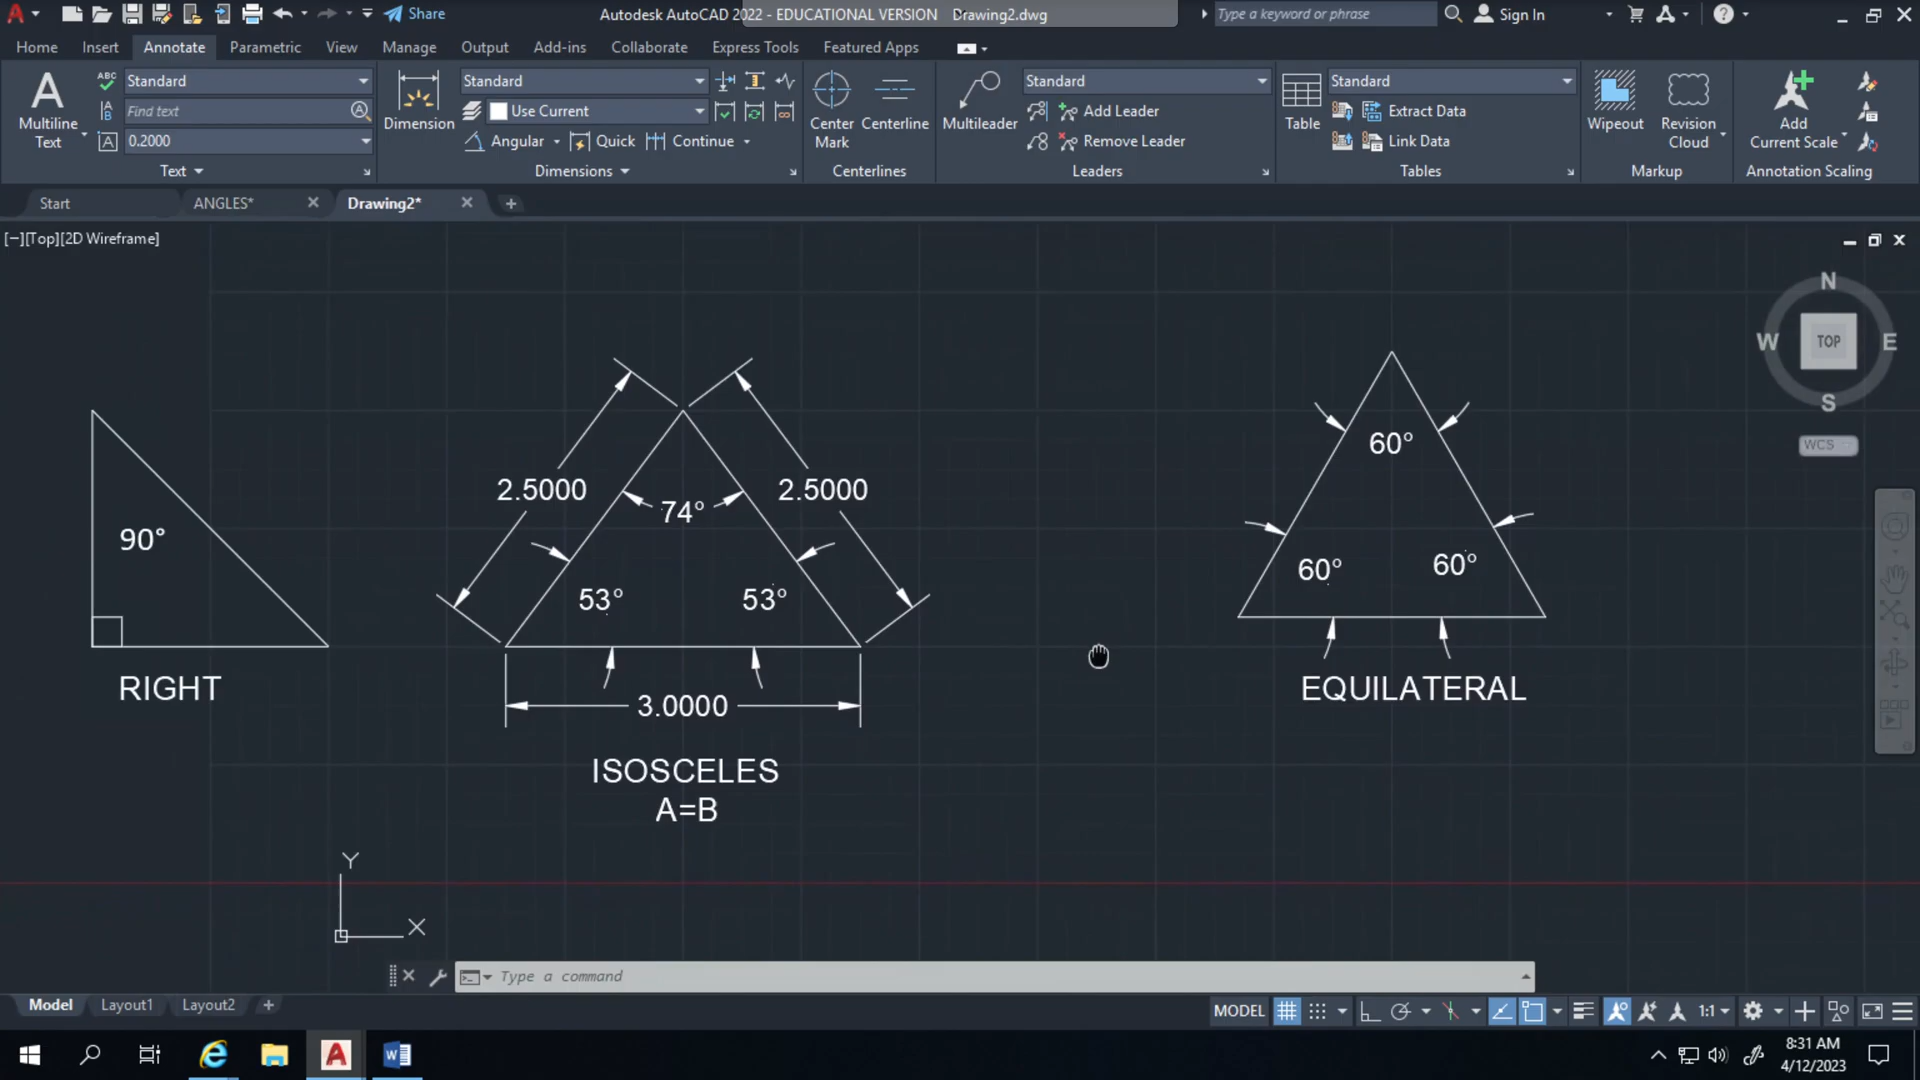 Share
Autodesk AutoCAD 2022 - EDUCATIONAL VERSION Drawing2.dwg
Type a keyword or phrase
Sign In
Home Insert Annotate Parametric View Manage Output Add-ins Collaborate Express Tools Featured Apps
Multiline Text
ABC
Standard
Find text
0.2000
Text
Dimension
Standard
Use Current
Angular Quick Continue
Dimensions
Center Mark
Centerline
Centerlines
Multileader
Standard
Add Leader
Remove Leader
Leaders
Table
Standard
Extract Data
Link Data
Tables
Wipeout
Revision Cloud
Markup
Add Current Scale
Annotation Scaling
Start ANGLES* Drawing2*
[−][Top][2D Wireframe]
N
W TOP E
S
WCS
90°
RIGHT
2.5000 2.5000
74°
53° 53°
3.0000
ISOSCELES
A=B
60°
60° 60°
EQUILATERAL
Y
X
Type a command
Model Layout1 Layout2
MODEL
1:1
8:31 AM
4/12/2023